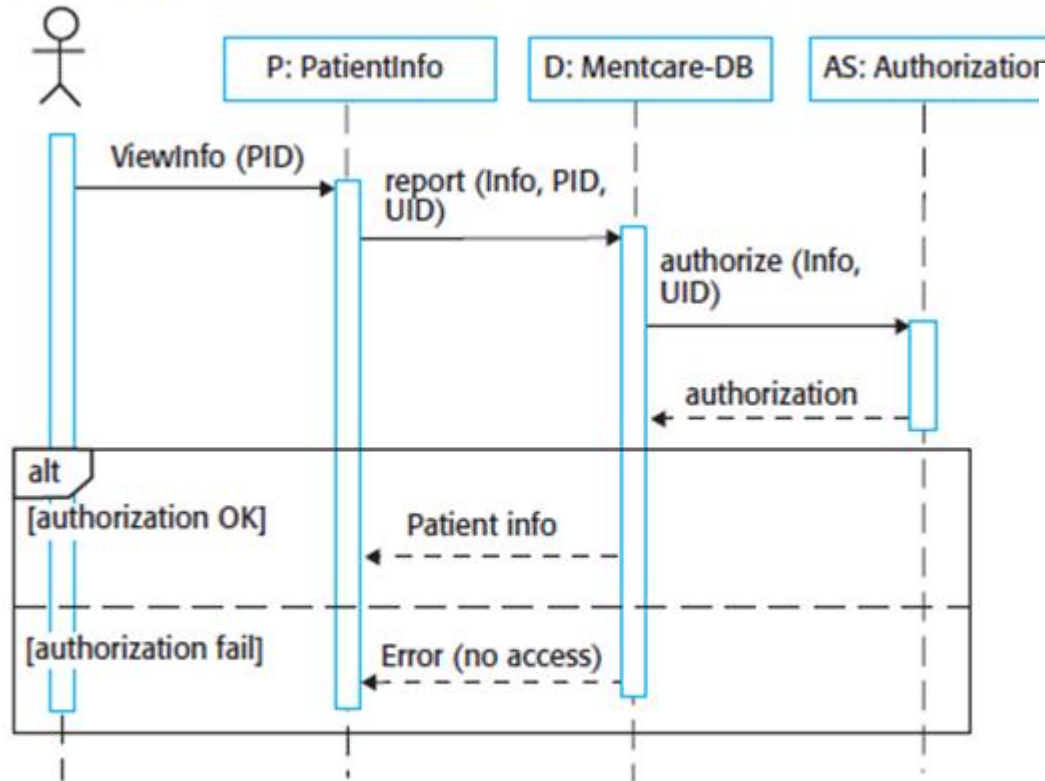 P: PatientInfo
D: Mentcare-DB
AS: Authorization
ViewInfo (PID)
report (Info, PID,
UID)
authorize (Info,
UID)
authorization
alt
[authorization OK]
Patient info
[authorization fail]
Error (no access)